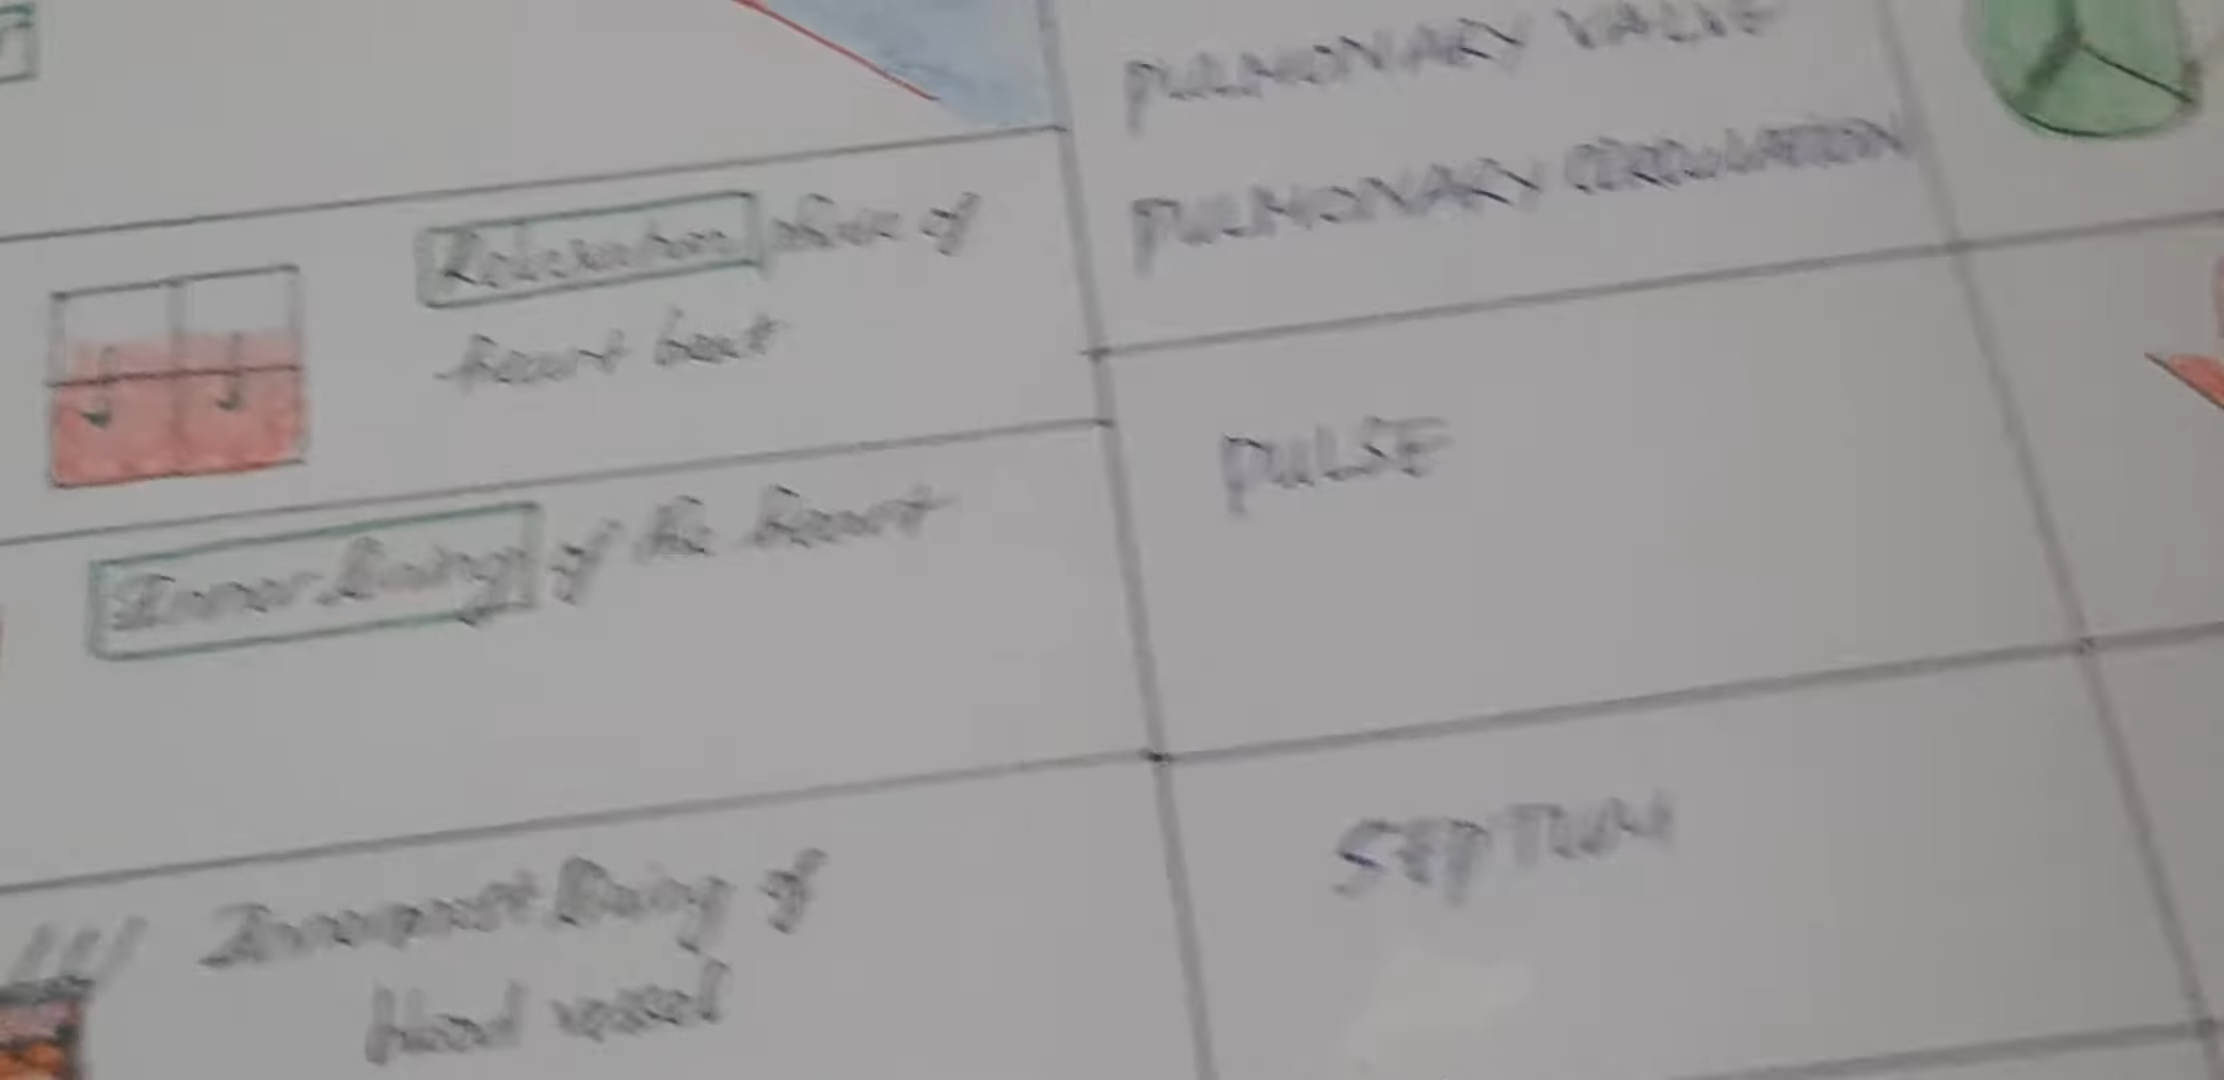 Relaxation phase of
heart beat
Inner lining of the heart
Innermost lining of
blood vessel
PULMONARY VALVE
PULMONARY CIRCULATION
PULSE
SEPTUM